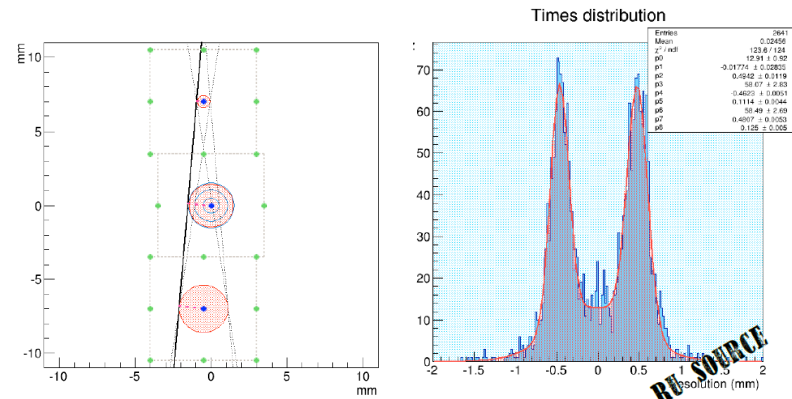 mm
10
5
0
-5
-10
-10
-5
0
5
10
mm
Times distribution
Entries 2641
Mean 0.02456
χ² / ndf 123.6 / 124
p0 12.91 ± 0.92
p1 -0.01774 ± 0.02835
p2 0.4942 ± 0.0119
p3 58.07 ± 2.83
p4 -0.4623 ± 0.0051
p5 0.1114 ± 0.0044
p6 58.49 ± 2.69
p7 0.4807 ± 0.0053
p8 0.125 ± 0.005
70
60
50
40
30
20
10
0
-2
-1.5
-1
-0.5
0
0.5
1
2
Resolution (mm)
RU SOURCE